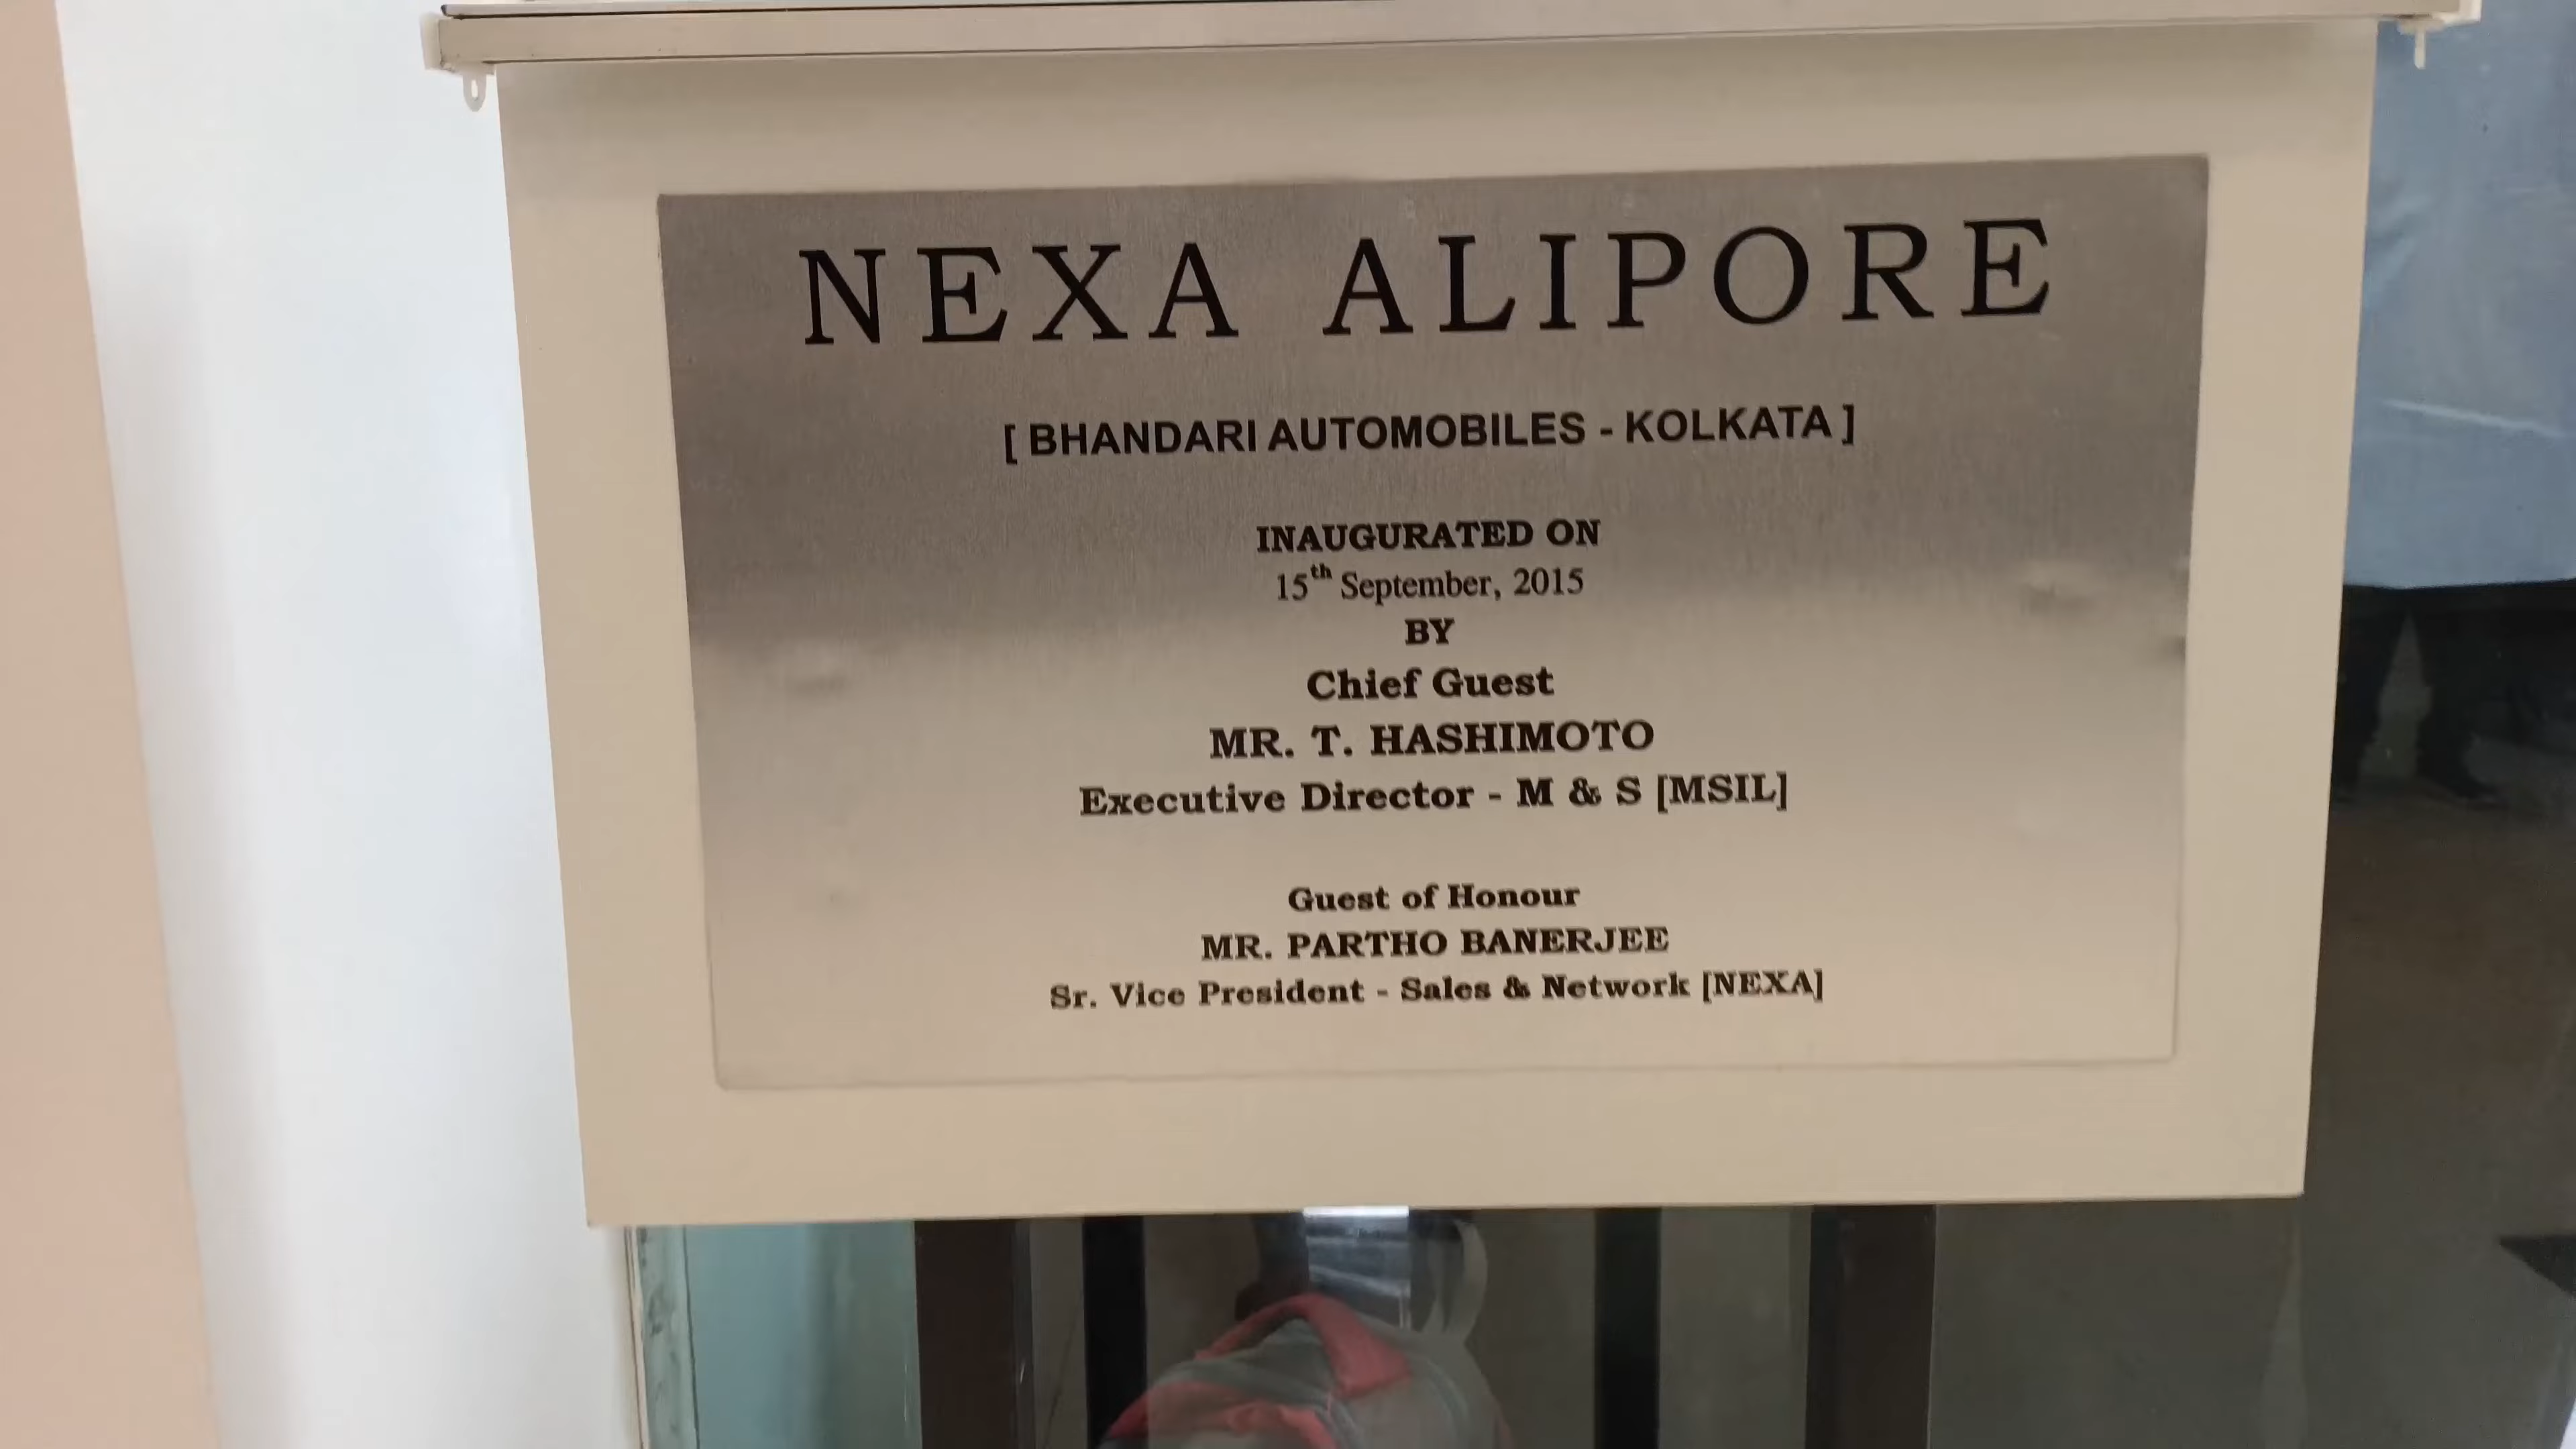 NEXA ALIPORE
[ BHANDARI AUTOMOBILES - KOLKATA ]
INAUGURATED ON
15th September, 2015
BY
Chief Guest
MR. T. HASHIMOTO
Executive Director - M & S [MSIL]
Guest of Honour
MR. PARTHO BANERJEE
Sr. Vice President - Sales & Network [NEXA]